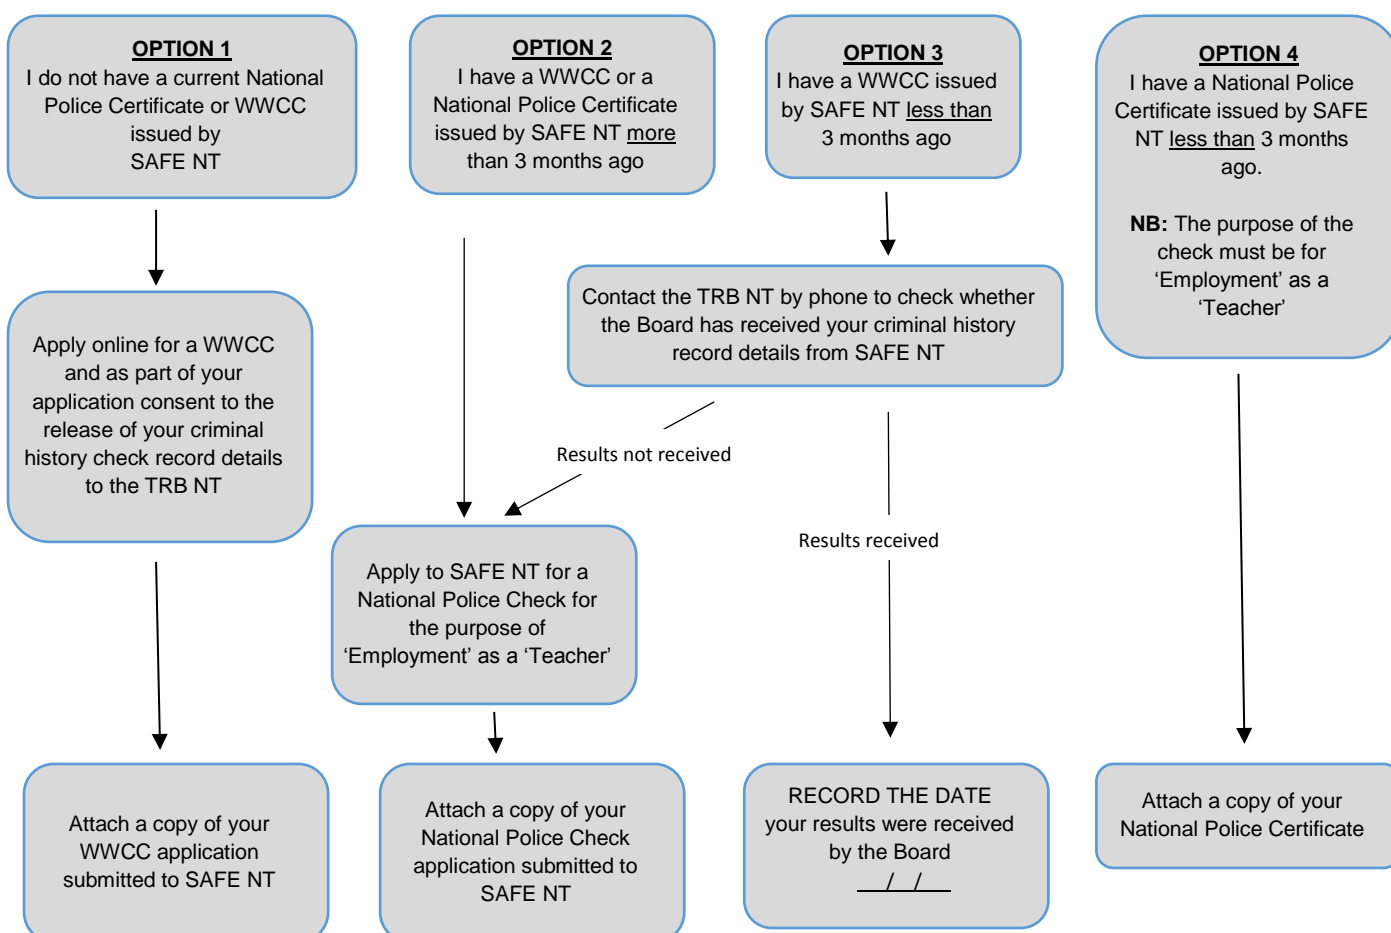 OPTION 1
I do not have a current National
Police Certificate or WWCC
issued by
SAFE NT
OPTION 2
I have a WWCC or a
National Police Certificate
issued by SAFE NT more
than 3 months ago
OPTION 3
I have a WWCC issued
by SAFE NT less than
3 months ago
OPTION 4
I have a National Police
Certificate issued by SAFE
NT less than 3 months
ago.
NB: The purpose of the
check must be for
‘Employment’ as a
‘Teacher’
Contact the TRB NT by phone to check whether
the Board has received your criminal history
record details from SAFE NT
Apply online for a WWCC
and as part of your
application consent to the
release of your criminal
history check record details
to the TRB NT
Results not received
Results received
Apply to SAFE NT for a
National Police Check for
the purpose of
‘Employment’ as a ‘Teacher’
Attach a copy of your
WWCC application
submitted to SAFE NT
Attach a copy of your
National Police Check
application submitted to
SAFE NT
RECORD THE DATE
your results were received
by the Board
___/__/___
Attach a copy of your
National Police Certificate